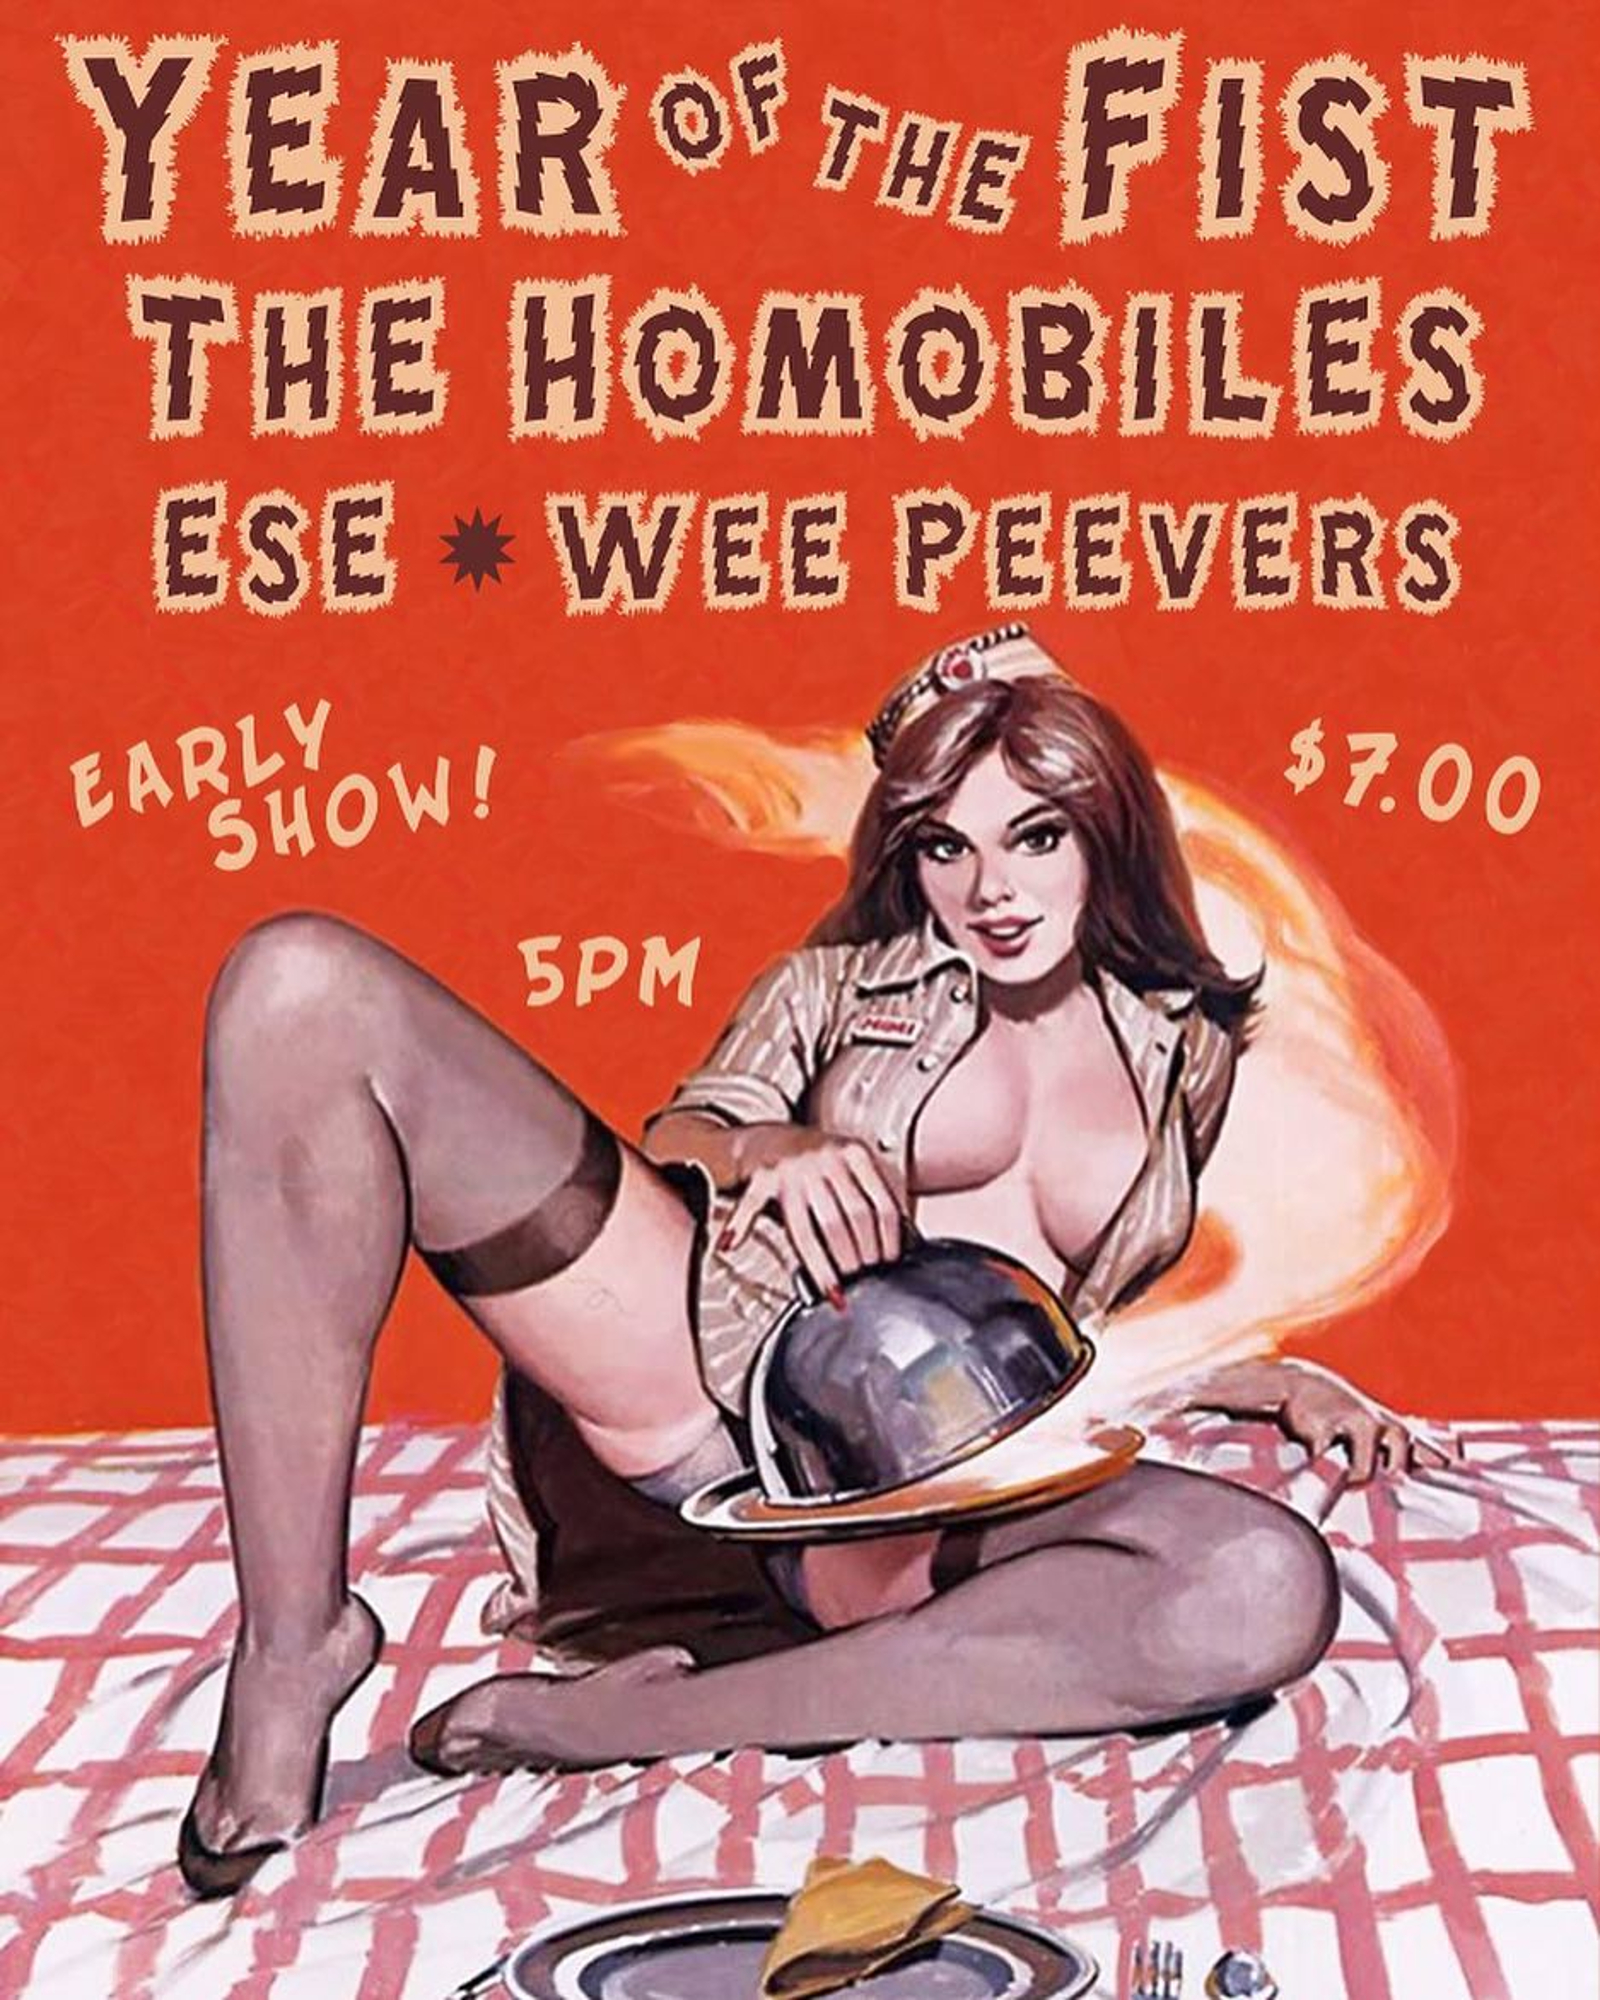 YEAR OF THE FIST
THE HOMOBILES
ESE * WEE PEEVERS
EARLY
SHOW!
$7.00
5PM